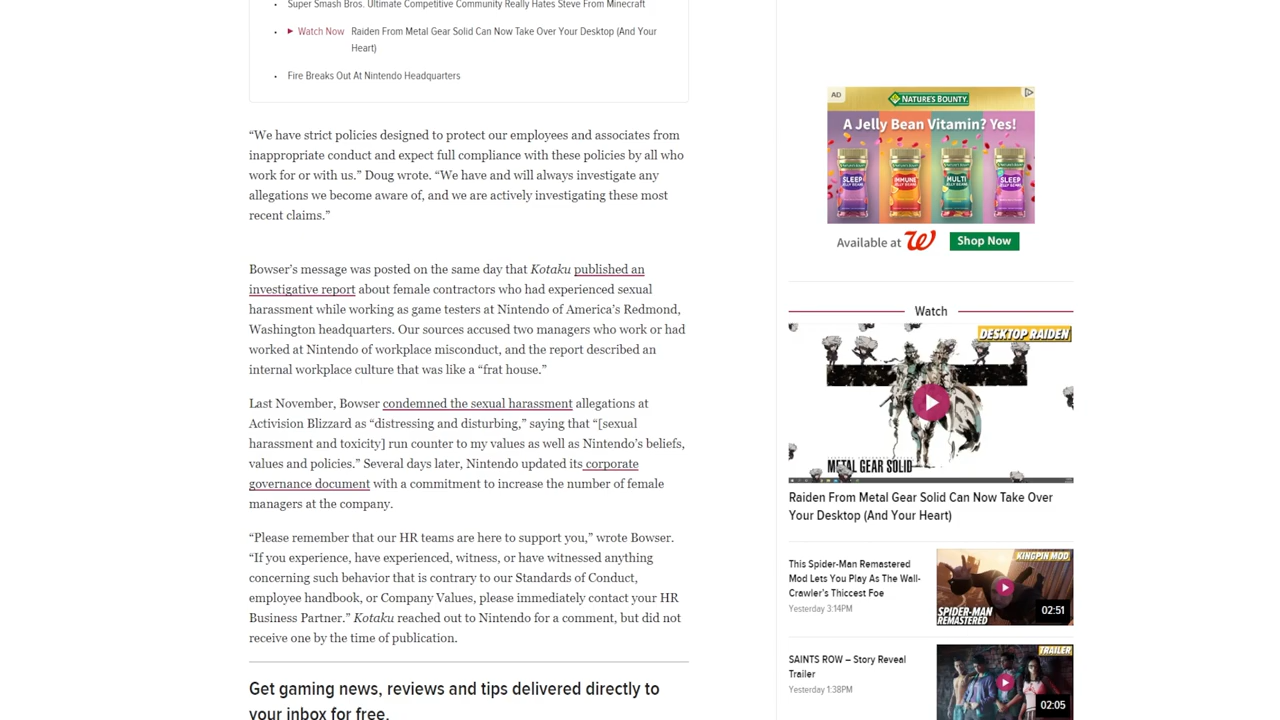 Super Smash Bros. Ultimate Competitive Community Really Hates Steve From Minecraft
Watch Now Raiden From Metal Gear Solid Can Now Take Over Your Desktop (And Your
Heart)
Fire Breaks Out At Nintendo Headquarters
“We have strict policies designed to protect our employees and associates from
inappropriate conduct and expect full compliance with these policies by all who
work for or with us.” Doug wrote. “We have and will always investigate any
allegations we become aware of, and we are actively investigating these most
recent claims.”
Bowser’s message was posted on the same day that Kotaku published an
investigative report about female contractors who had experienced sexual
harassment while working as game testers at Nintendo of America’s Redmond,
Washington headquarters. Our sources accused two managers who work or had
worked at Nintendo of workplace misconduct, and the report described an
internal workplace culture that was like a “frat house.”
Last November, Bowser condemned the sexual harassment allegations at
Activision Blizzard as “distressing and disturbing,” saying that “[sexual
harassment and toxicity] run counter to my values as well as Nintendo’s beliefs,
values and policies.” Several days later, Nintendo updated its corporate
governance document with a commitment to increase the number of female
managers at the company.
“Please remember that our HR teams are here to support you,” wrote Bowser.
“If you experience, have experienced, witness, or have witnessed anything
concerning such behavior that is contrary to our Standards of Conduct,
employee handbook, or Company Values, please immediately contact your HR
Business Partner.” Kotaku reached out to Nintendo for a comment, but did not
receive one by the time of publication.
Get gaming news, reviews and tips delivered directly to
your inbox for free.
AD
NATURE'S BOUNTY
A Jelly Bean Vitamin? Yes!
SLEEP
IMMUNE
MULTI
SLEEP
Available at W Shop Now
Watch
DESKTOP RAIDEN
METAL GEAR SOLID
Raiden From Metal Gear Solid Can Now Take Over
Your Desktop (And Your Heart)
This Spider-Man Remastered
Mod Lets You Play As The Wall-
Crawler’s Thiccest Foe
Yesterday 3:14PM
KINGPIN MOD
SPIDER-MAN
REMASTERED
02:51
SAINTS ROW – Story Reveal
Trailer
Yesterday 1:38PM
TRAILER
02:05